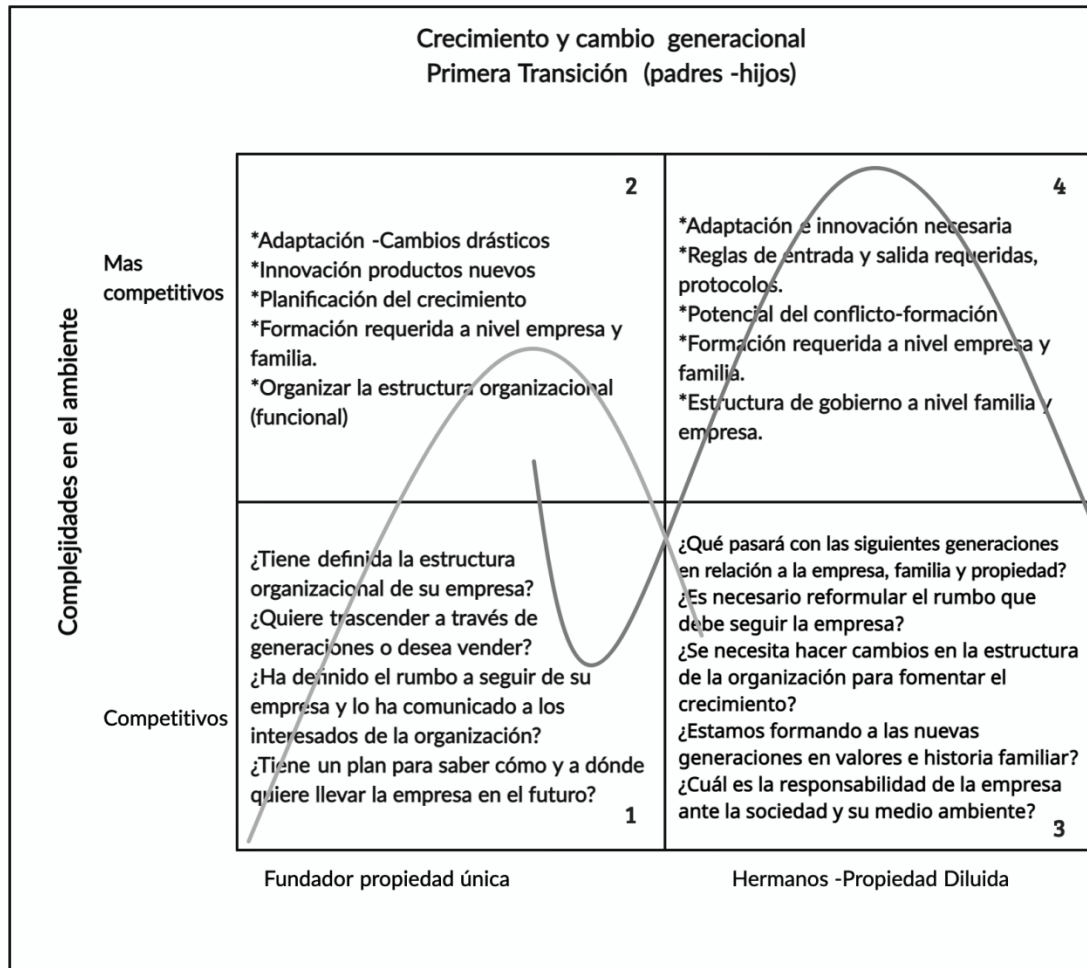 Crecimiento y cambio generacional
Primera Transición (padres -hijos)
Complejidades en el ambiente
Mas
competitivos
2
*Adaptación -Cambios drásticos
*Innovación productos nuevos
*Planificación del crecimiento
*Formación requerida a nivel empresa y
familia.
*Organizar la estructura organizacional
(funcional)
4
*Adaptación e innovación necesaria
*Reglas de entrada y salida requeridas,
protocolos.
*Potencial del conflicto-formación
*Formación requerida a nivel empresa y
familia.
*Estructura de gobierno a nivel familia y
empresa.
Competitivos
¿Tiene definida la estructura
organizacional de su empresa?
¿Quiere trascender a través de
generaciones o desea vender?
¿Ha definido el rumbo a seguir de su
empresa y lo ha comunicado a los
interesados de la organización?
¿Tiene un plan para saber cómo y a dónde
quiere llevar la empresa en el futuro?
1
¿Qué pasará con las siguientes generaciones
en relación a la empresa, familia y propiedad?
¿Es necesario reformular el rumbo que
debe seguir la empresa?
¿Se necesita hacer cambios en la estructura
de la organización para fomentar el
crecimiento?
¿Estamos formando a las nuevas
generaciones en valores e historia familiar?
¿Cuál es la responsabilidad de la empresa
ante la sociedad y su medio ambiente?
3
Fundador propiedad única
Hermanos -Propiedad Diluida